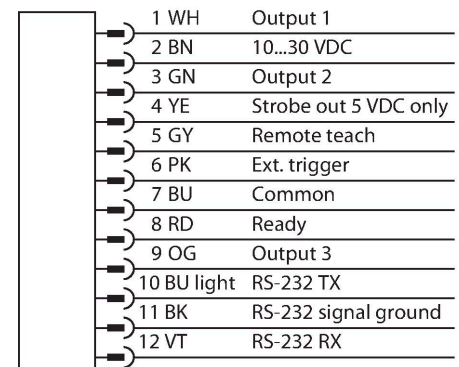 1 WH Output 1
2 BN 10...30 VDC
3 GN Output 2
4 YE Strobe out 5 VDC only
5 GY Remote teach
6 PK Ext. trigger
7 BU Common
8 RD Ready
9 OG Output 3
10 BU light RS-232 TX
11 BK RS-232 signal ground
12 VT RS-232 RX